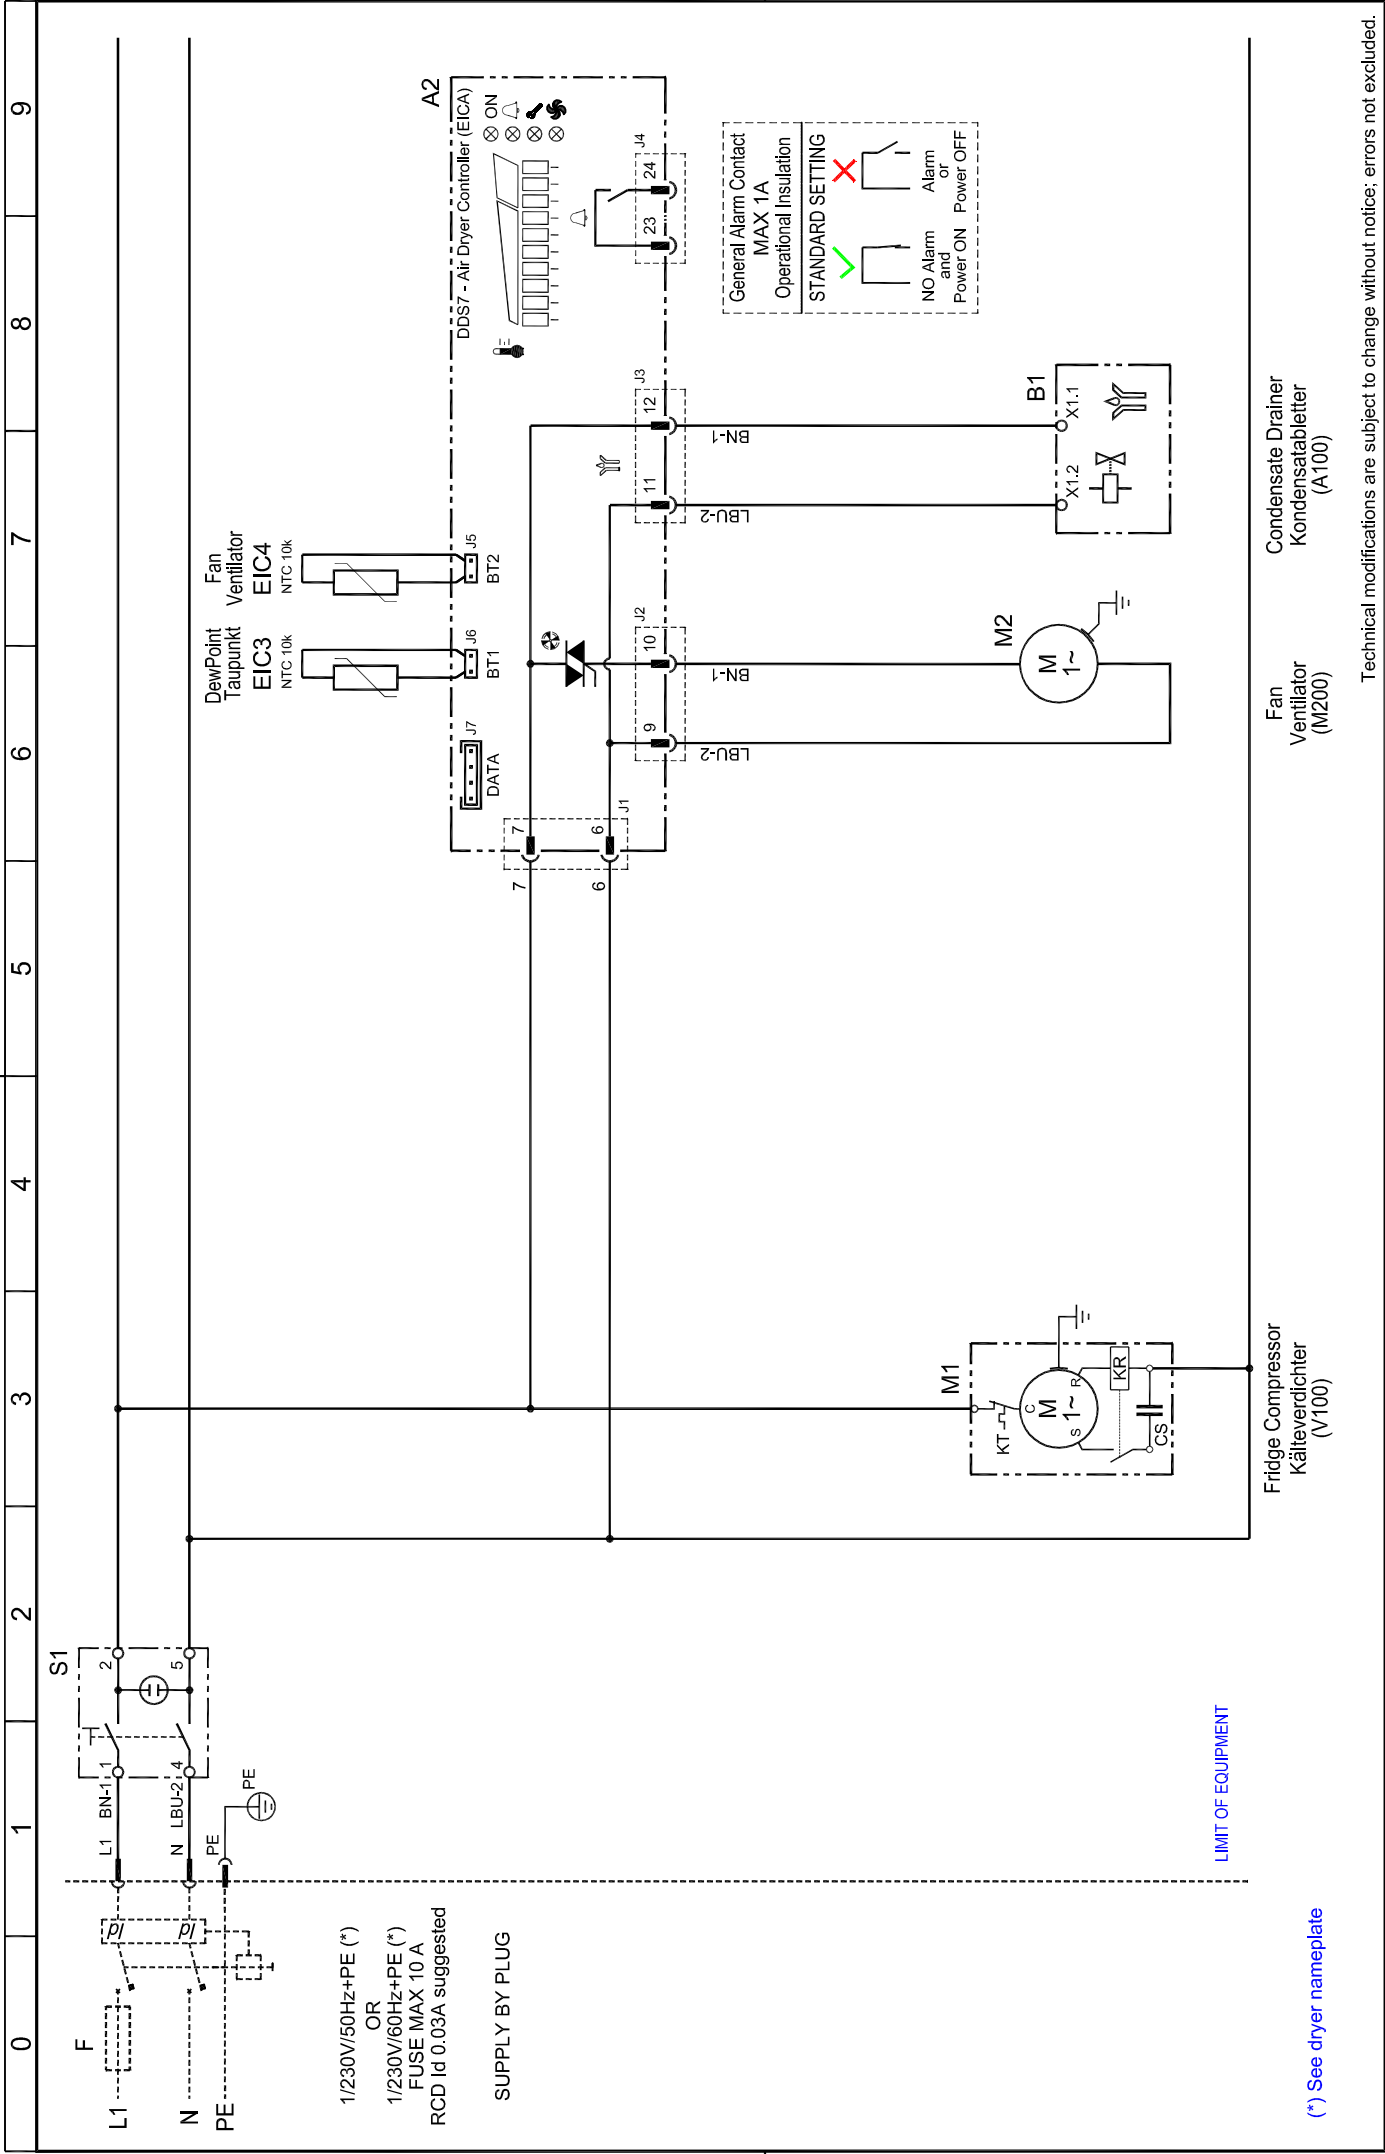 0
1
2
3
4
5
6
7
8
9
F
L1
N
PE
Id
Id
1/230V/50Hz+PE (*)
OR
1/230V/60Hz+PE (*)
FUSE MAX 10 A
RCD Id 0.03A suggested
SUPPLY BY PLUG
L1
BN-1
N
LBU-2
PE
PE
S1
1
2
4
5
LIMIT OF EQUIPMENT
(*) See dryer nameplate
M1
KT
C
M
1~
S
R
KR
CS
Fridge Compressor
Kälteverdichter
(V100)
7
6
7
6
J1
DewPoint
Taupunkt
EIC3
NTC 10k
Fan
Ventilator
EIC4
NTC 10k
J7
DATA
J6
BT1
J5
BT2
A2
DDS7 - Air Dryer Controller (EICA)
ON
9
10
J2
11
12
J3
23
24
J4
LBU-2
BN-1
LBU-2
BN-1
M2
M
1~
Fan
Ventilator
(M200)
B1
X1.2
X1.1
Condensate Drainer
Kondensatabletter
(A100)
General Alarm Contact
MAX 1A
Operational Insulation
STANDARD SETTING
NO Alarm
and
Power ON
Alarm
or
Power OFF
Technical modifications are subject to change without notice; errors not excluded.